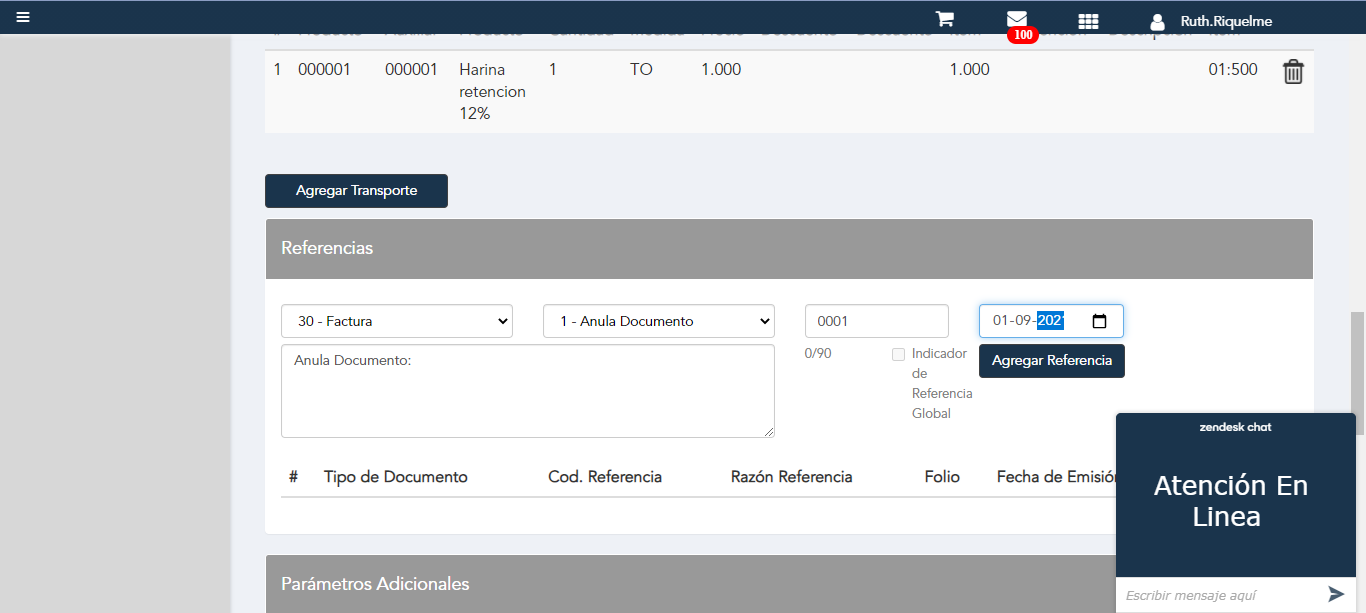 Ruth.Riquelme
100
1 000001 000001 Harina 1 TO 1.000 1.000 01:500
retencion
12%
Agregar Transporte
Referencias
30 - Factura 1 - Anula Documento 0001 01-09-2021
Anula Documento: 0/90 Indicador Agregar Referencia
de
Referencia
Global
zendesk chat
# Tipo de Documento Cod. Referencia Razón Referencia Folio Fecha de Emisión
Atención En
Linea
Parámetros Adicionales
Escribir mensaje aquí